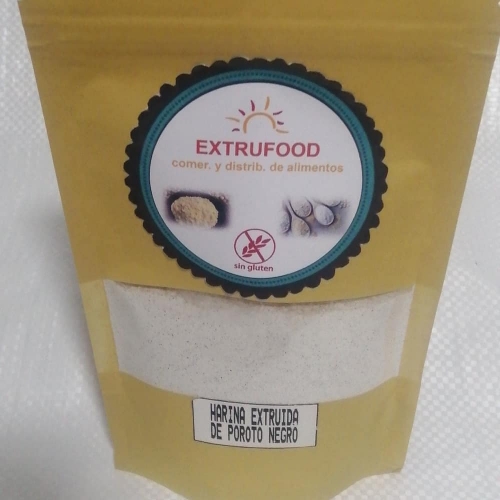 EXTRUFOOD
comer. y distrib. de alimentos
sin gluten
HARINA EXTRUIDA
DE POROTO NEGRO